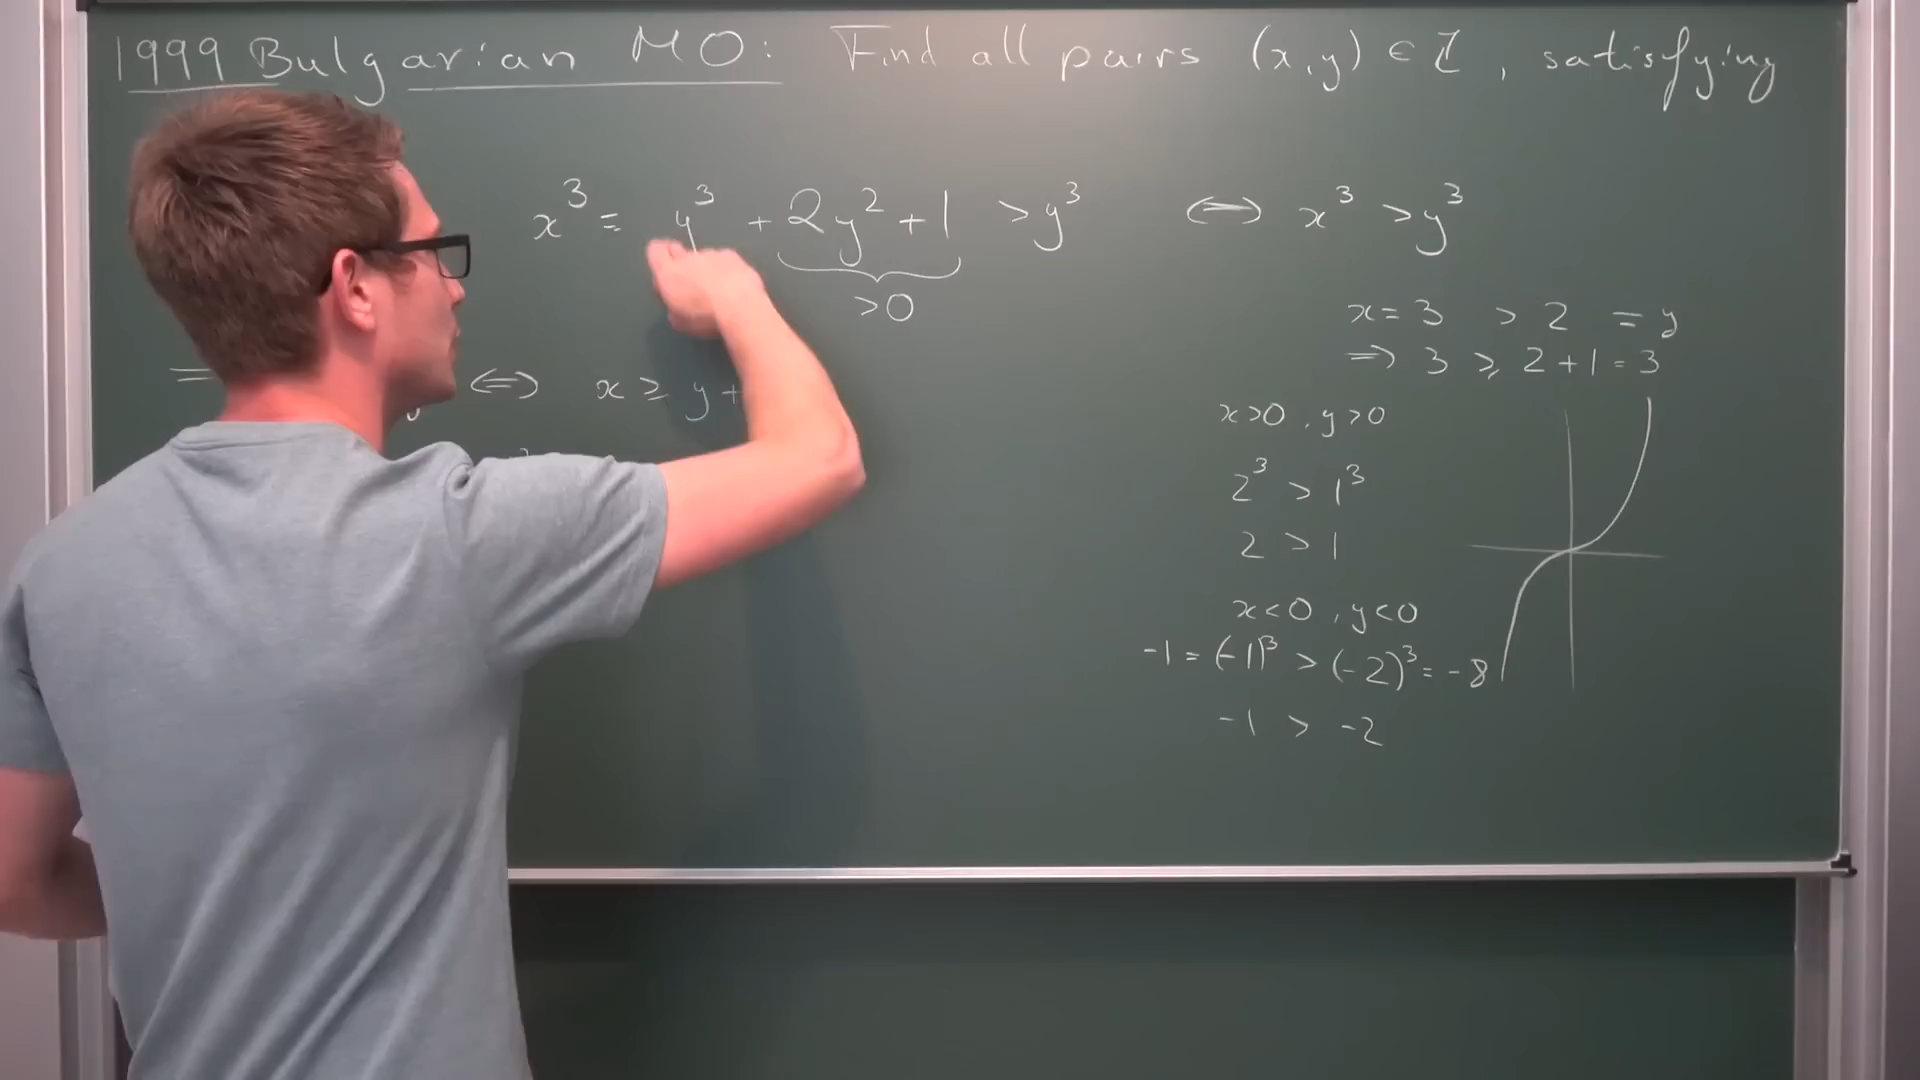 1999 Bulgarian MO: Find all pairs (x,y) ∈ ℤ, satisfying
x³ = y³ + 2y² + 1 > y³ ⇔ x³ > y³
>0
x = 3 > 2 = y
⇒ 3 ≥ 2 + 1 = 3
⇔ x ≥ y +
x>0, y>0
2³ > 1³
2 > 1
x<0, y<0
-1 = (-1)³ > (-2)³ = -8
-1 > -2